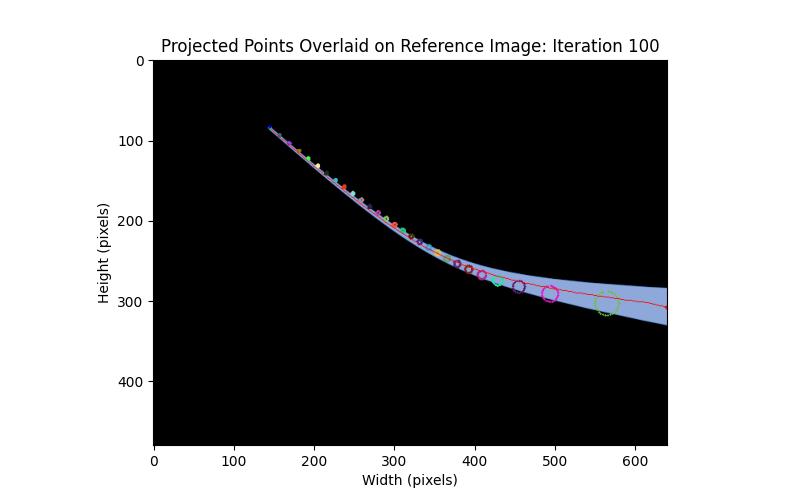 Projected Points Overlaid on Reference Image: Iteration 100
0
100
200
300
400
Height (pixels)
0 100 200 300 400 500 600
Width (pixels)